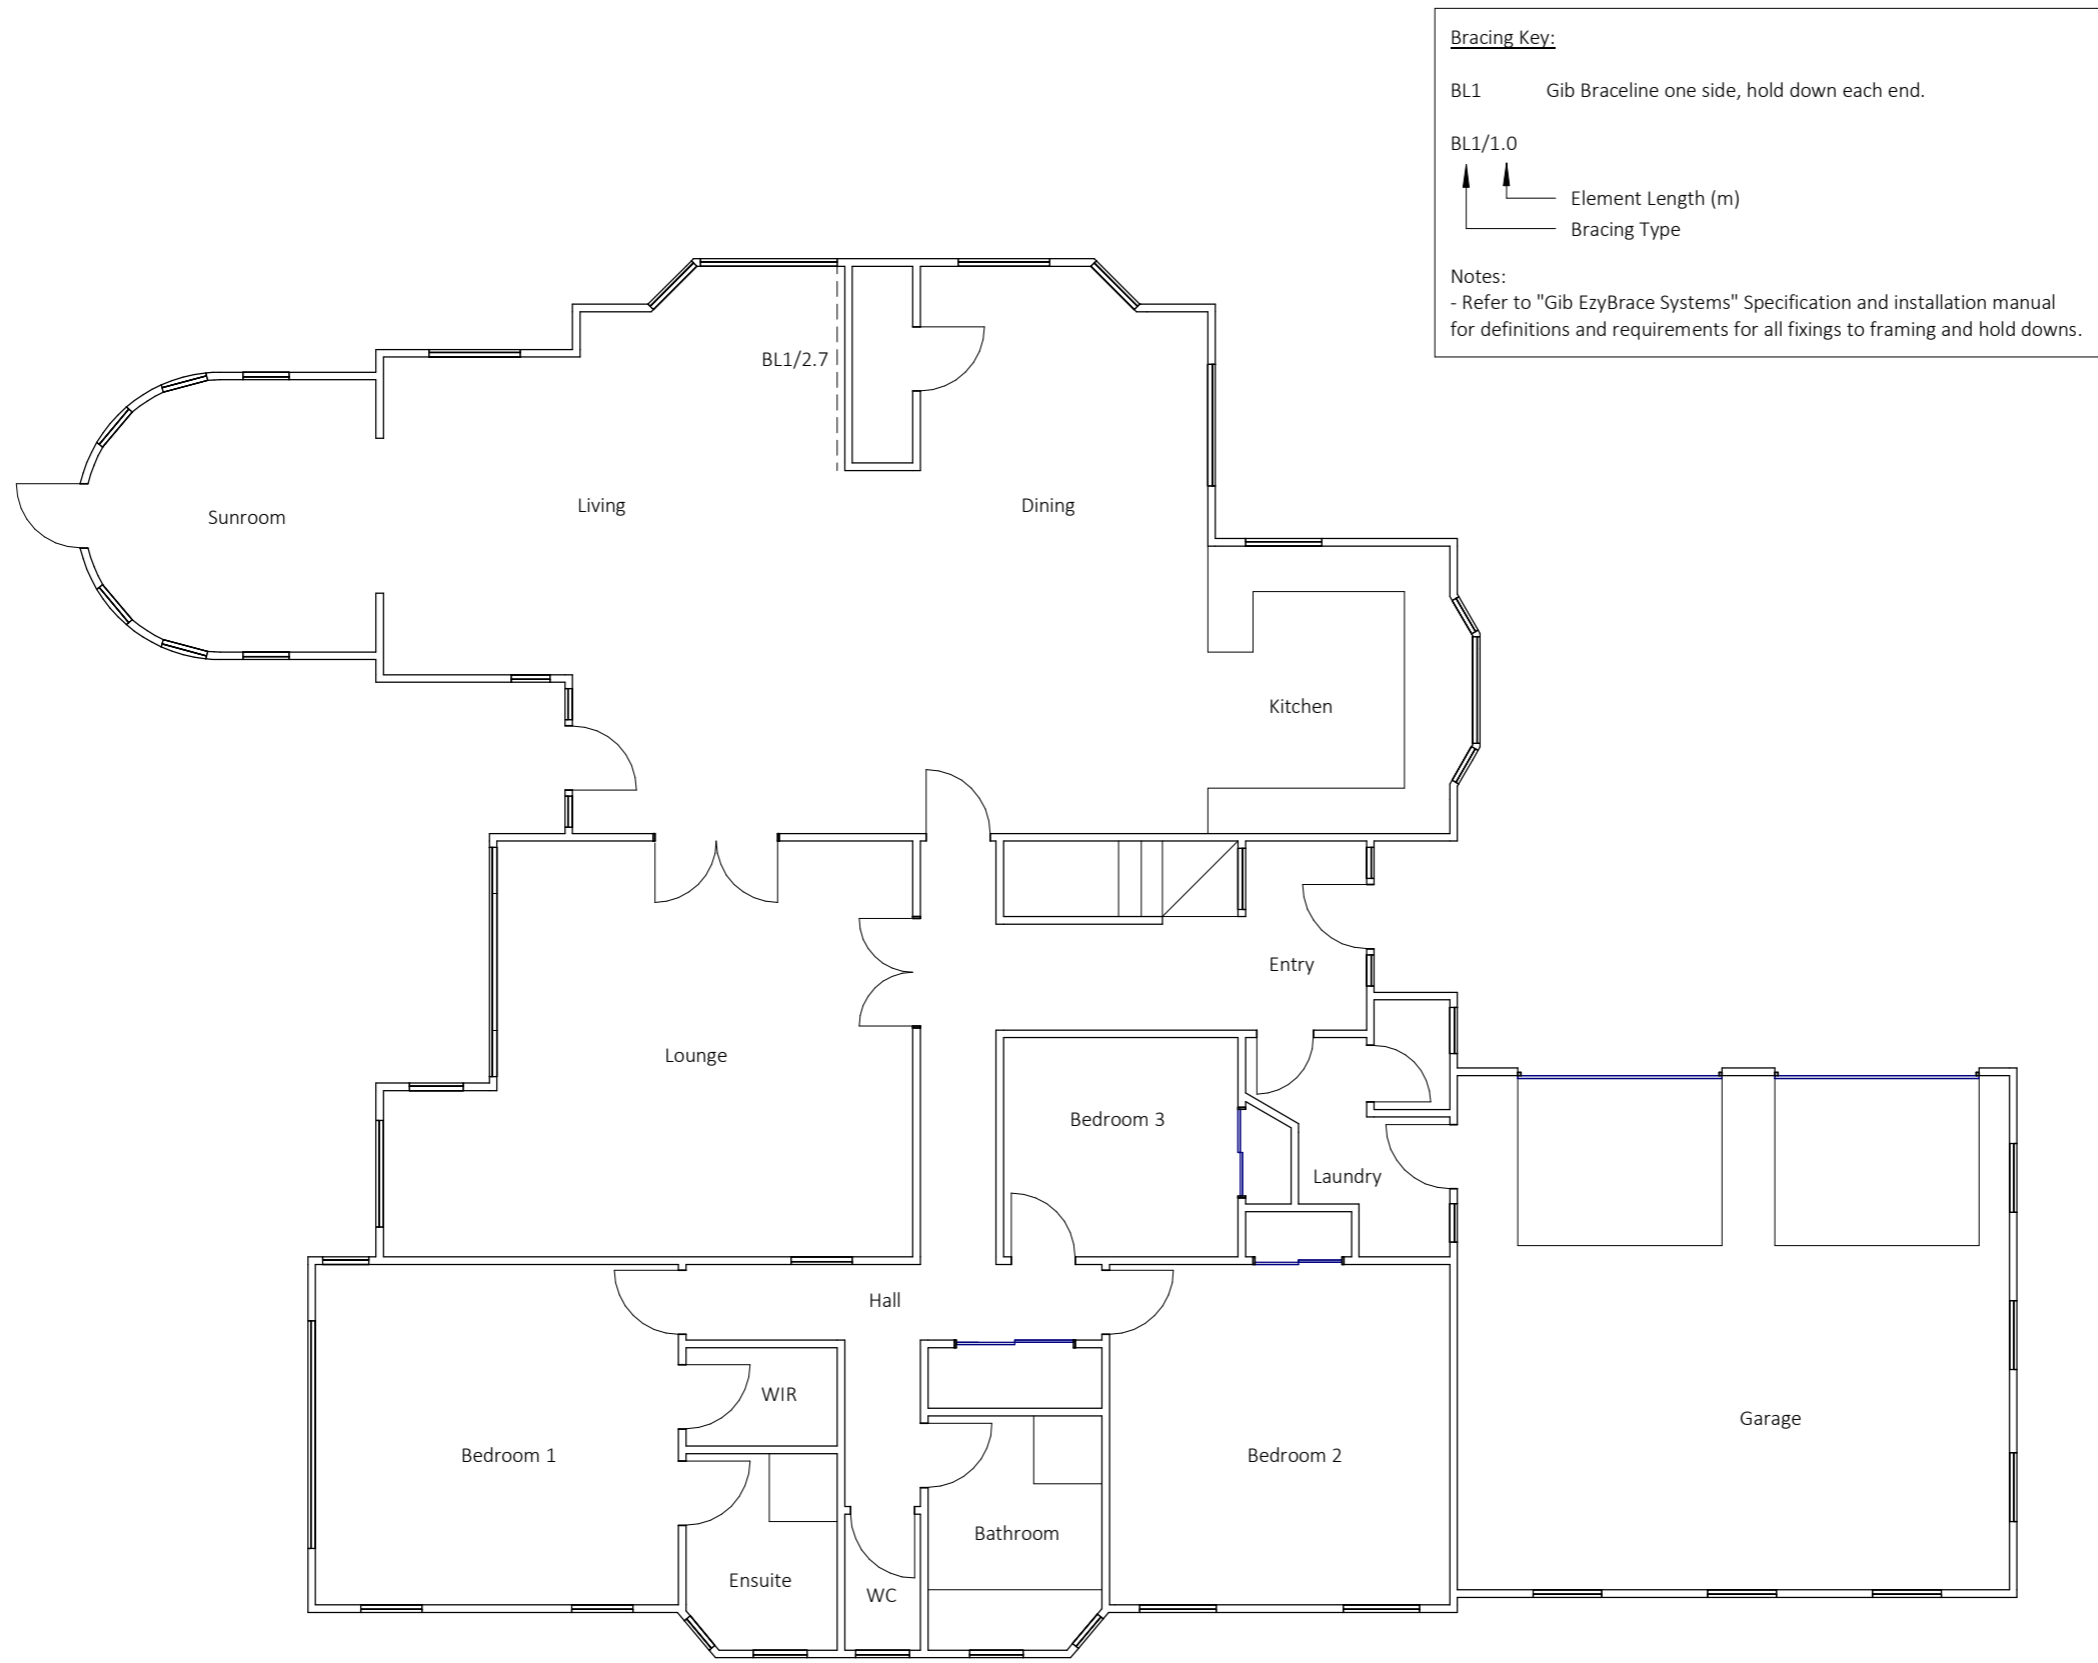 Bracing Key:
BL1 Gib Braceline one side, hold down each end.
BL1/1.0
Element Length (m)
Bracing Type
Notes:
- Refer to "Gib EzyBrace Systems" Specification and installation manual
for definitions and requirements for all fixings to framing and hold downs.
BL1/2.7
Sunroom
Living
Dining
Kitchen
Entry
Lounge
Bedroom 3
Laundry
Hall
WIR
Bedroom 1
Bedroom 2
Garage
Bathroom
Ensuite
WC